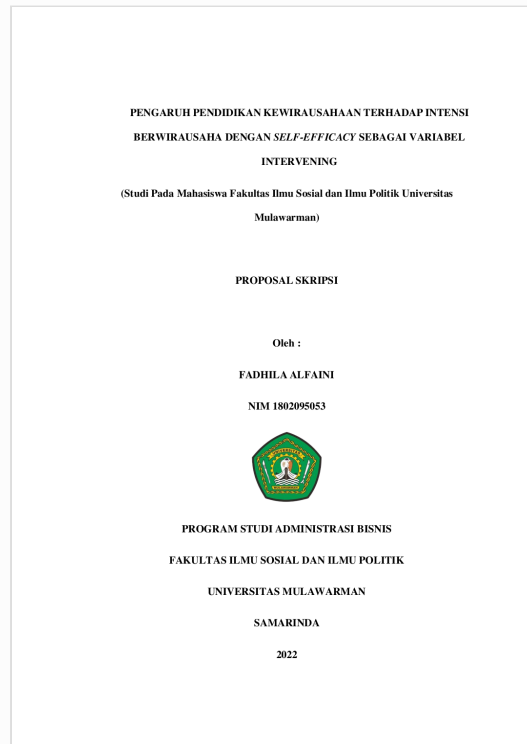 PENGARUH PENDIDIKAN KEWIRAUSAHAAN TERHADAP INTENSI
BERWIRAUSAHA DENGAN SELF-EFFICACY SEBAGAI VARIABEL
INTERVENING
(Studi Pada Mahasiswa Fakultas Ilmu Sosial dan Ilmu Politik Universitas
Mulawarman)
PROPOSAL SKRIPSI
Oleh :
FADHILA ALFAINI
NIM 1802095053
UNIVERSITAS
MULAWARMAN
PROGRAM STUDI ADMINISTRASI BISNIS
FAKULTAS ILMU SOSIAL DAN ILMU POLITIK
UNIVERSITAS MULAWARMAN
SAMARINDA
2022